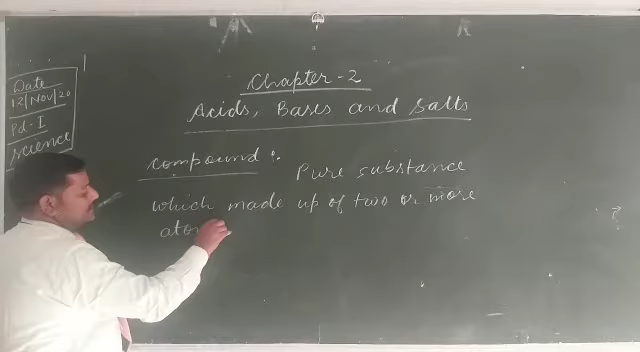 Date
12/Nov/20
Pd-I
Science
Chapter-2
Acids, Bases and Salts
Compound :
Pure substance
which made up of two or more
ato